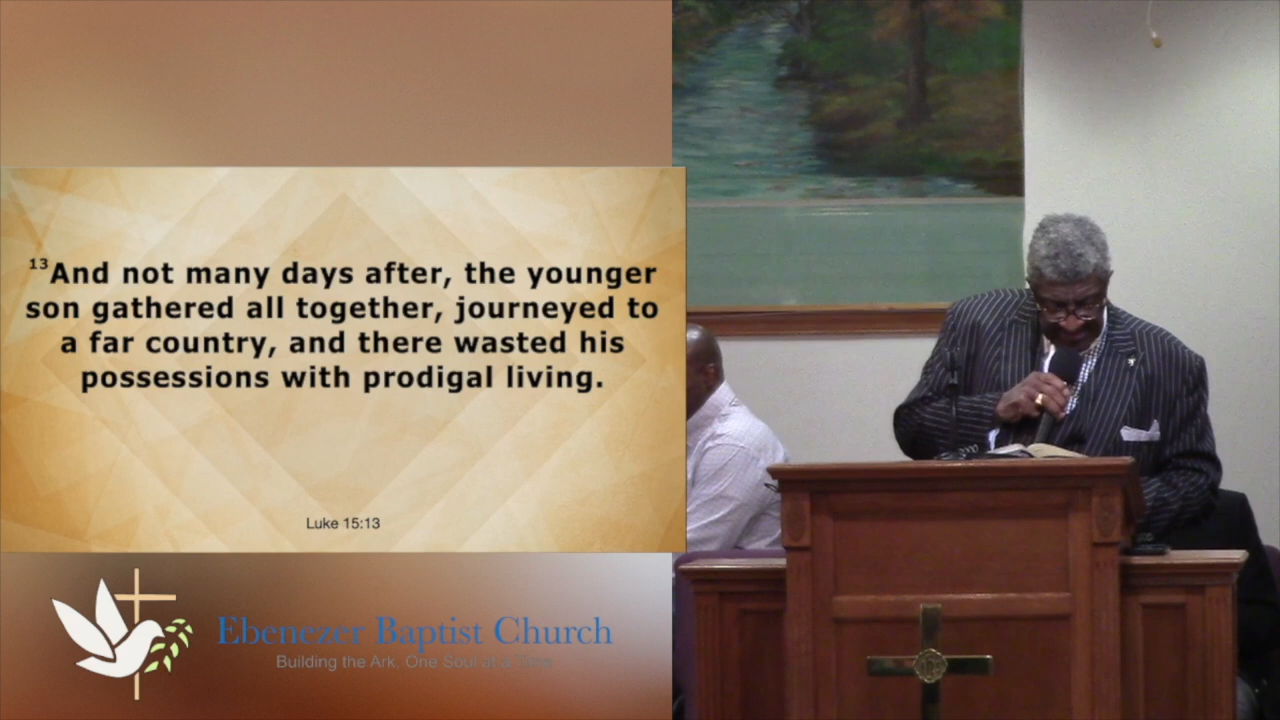 13And not many days after, the younger
son gathered all together, journeyed to
a far country, and there wasted his
possessions with prodigal living.
Luke 15:13
Ebenezer Baptist Church
Building the Ark, One Soul at a Time